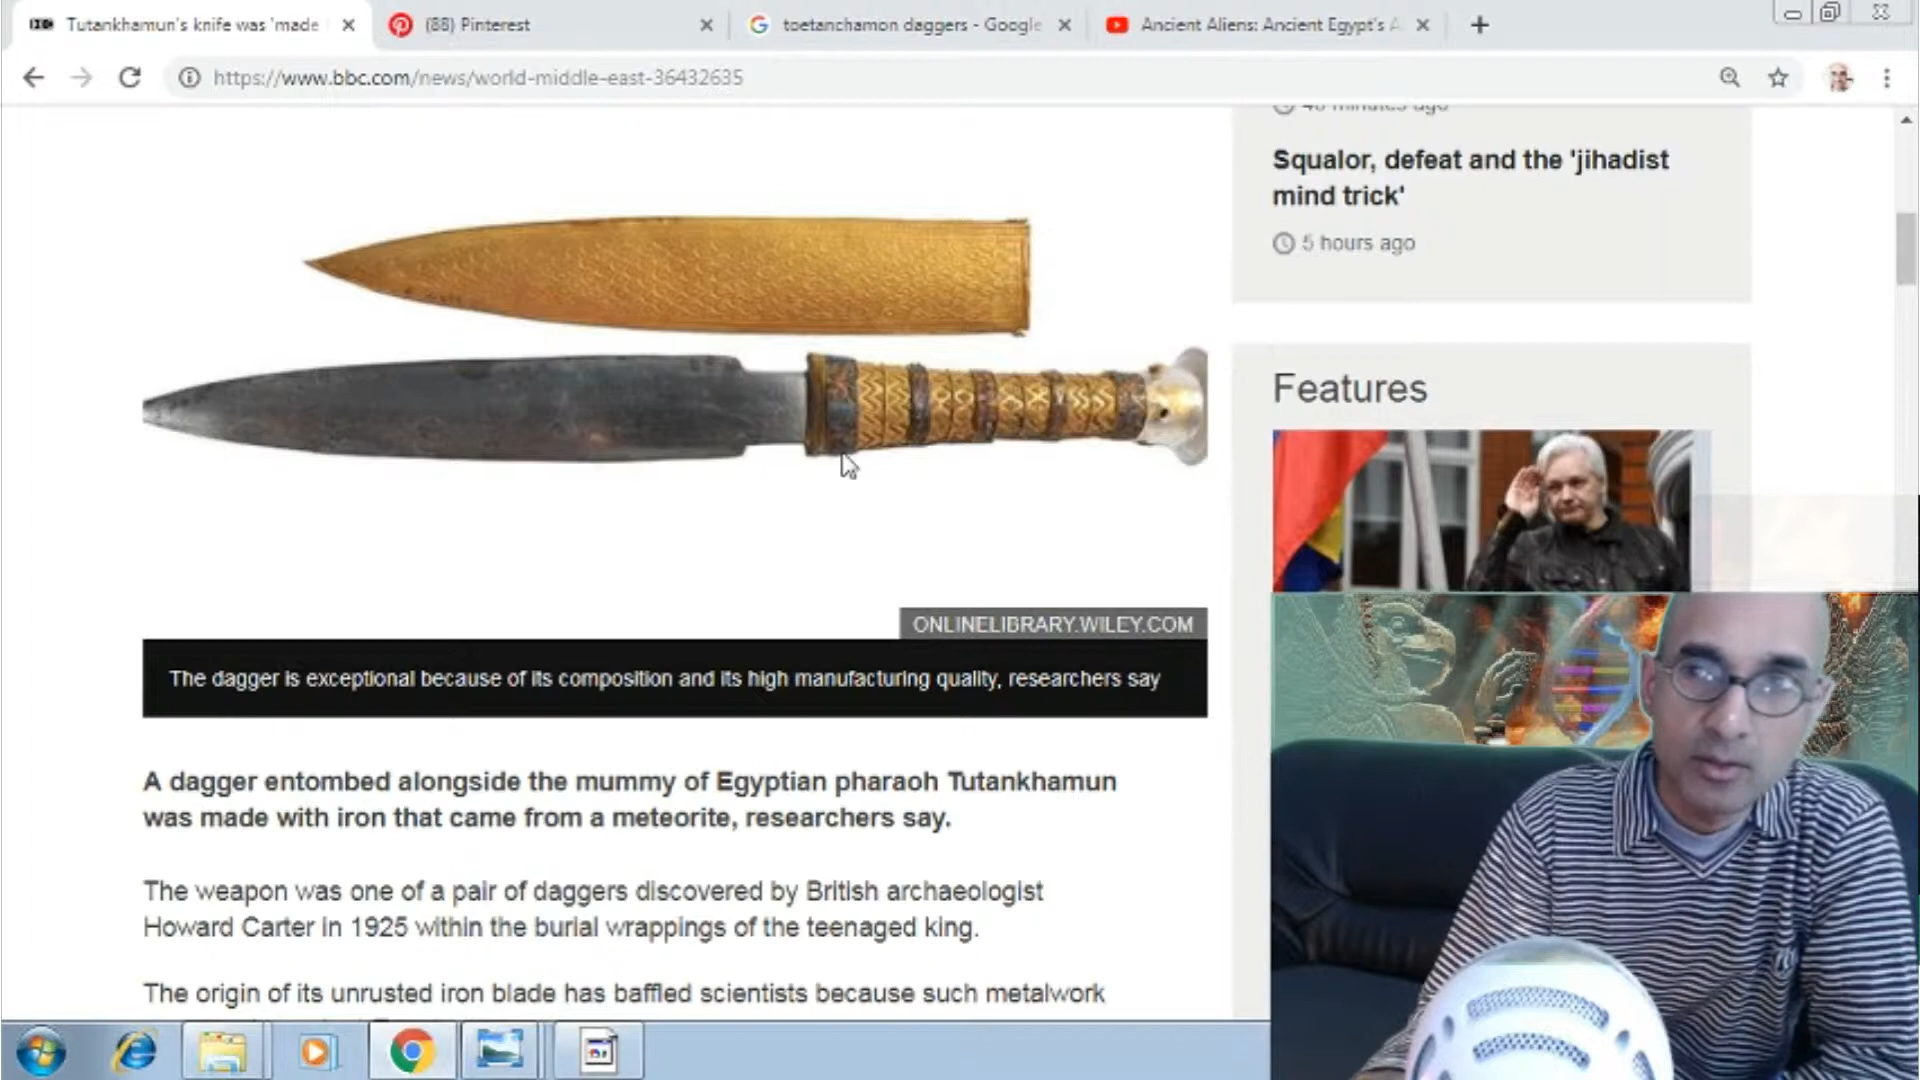 Tutankhamun's knife was 'made
(88) Pinterest
toetanchamon daggers - Google
Ancient Aliens: Ancient Egypt's A
https://www.bbc.com/news/world-middle-east-36432635
minutes ago
Squalor, defeat and the 'jihadist
mind trick'
5 hours ago
Features
ONLINELIBRARY.WILEY.COM
The dagger is exceptional because of its composition and its high manufacturing quality, researchers say
A dagger entombed alongside the mummy of Egyptian pharaoh Tutankhamun
was made with iron that came from a meteorite, researchers say.
The weapon was one of a pair of daggers discovered by British archaeologist
Howard Carter in 1925 within the burial wrappings of the teenaged king.
The origin of its unrusted iron blade has baffled scientists because such metalwork